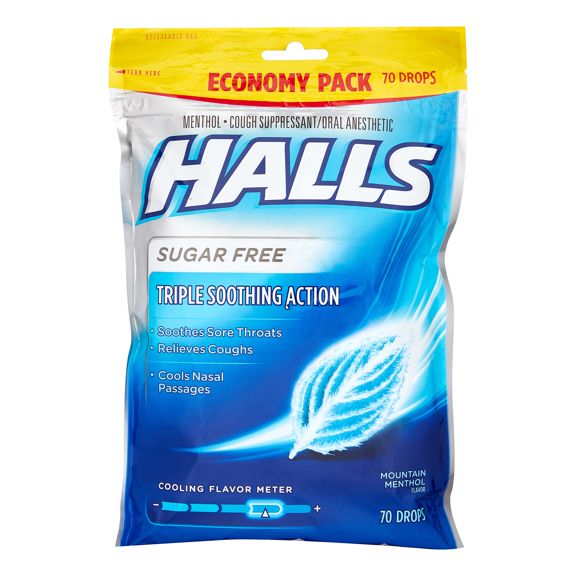 RESEALABLE BAG
TEAR HERE
ECONOMY PACK 70 DROPS
MENTHOL • COUGH SUPPRESSANT/ORAL ANESTHETIC
HALLS
SUGAR FREE
TRIPLE SOOTHING ACTION
• Soothes Sore Throats
• Relieves Coughs
• Cools Nasal
Passages
MOUNTAIN
MENTHOL
FLAVOR
COOLING FLAVOR METER
- +
70 DROPS